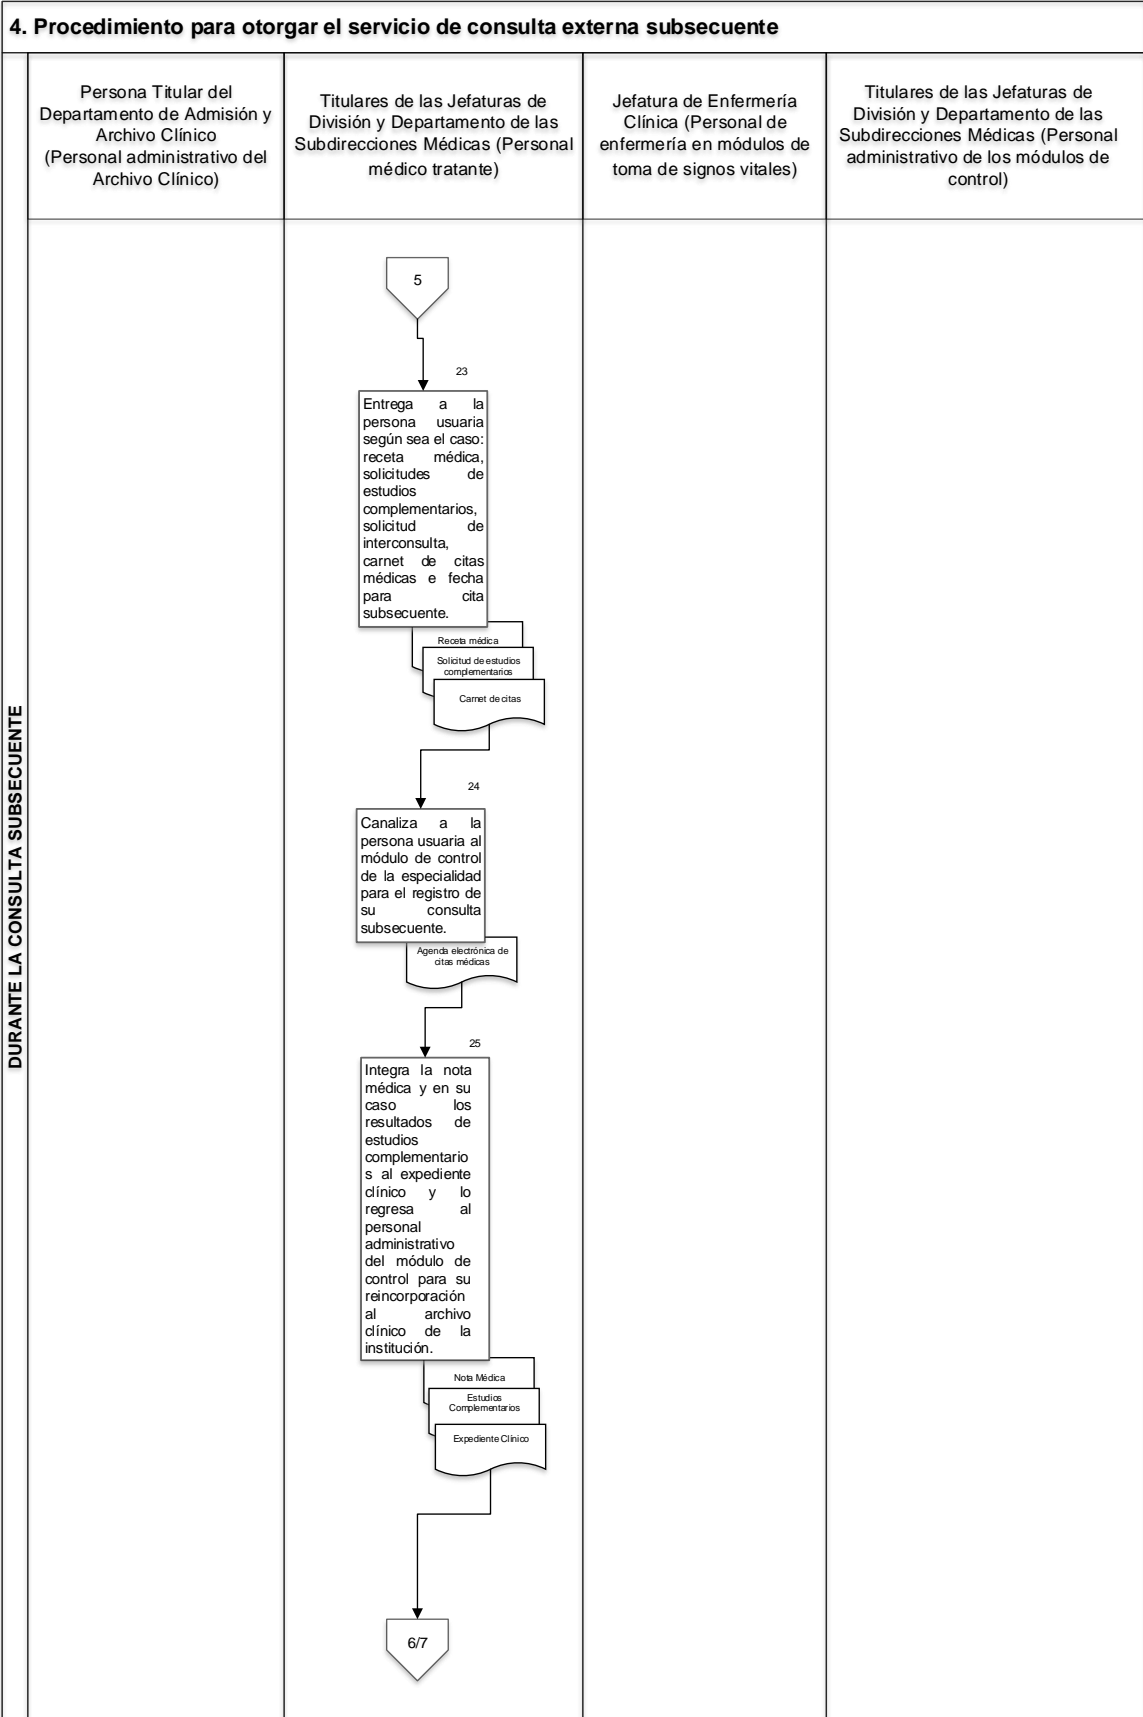 4. Procedimiento para otorgar el servicio de consulta externa subsecuente
Persona Titular del
Departamento de Admisión y
Archivo Clínico
(Personal administrativo del
Archivo Clínico)
Titulares de las Jefaturas de
División y Departamento de las
Subdirecciones Médicas (Personal
médico tratante)
Jefatura de Enfermería
Clínica (Personal de
enfermería en módulos de
toma de signos vitales)
Titulares de las Jefaturas de
División y Departamento de las
Subdirecciones Médicas (Personal
administrativo de los módulos de
control)
DURANTE LA CONSULTA SUBSECUENTE
5
23
Entrega a la
persona usuaria
según sea el caso:
receta médica,
solicitudes de
estudios
complementarios,
solicitud de
interconsulta,
carnet de citas
médicas e fecha
para cita
subsecuente.
Receta médica
Solicitud de estudios
complementarios
Carnet de citas
24
Canaliza a la
persona usuaria al
módulo de control
de la especialidad
para el registro de
su consulta
subsecuente.
Agenda electrónica de
citas médicas
25
Integra la nota
médica y en su
caso los
resultados de
estudios
complementario
s al expediente
clínico y lo
regresa al
personal
administrativo
del módulo de
control para su
reincorporación
al archivo
clínico de la
institución.
Nota Médica
Estudios
Complementarios
Expediente Clínico
6/7